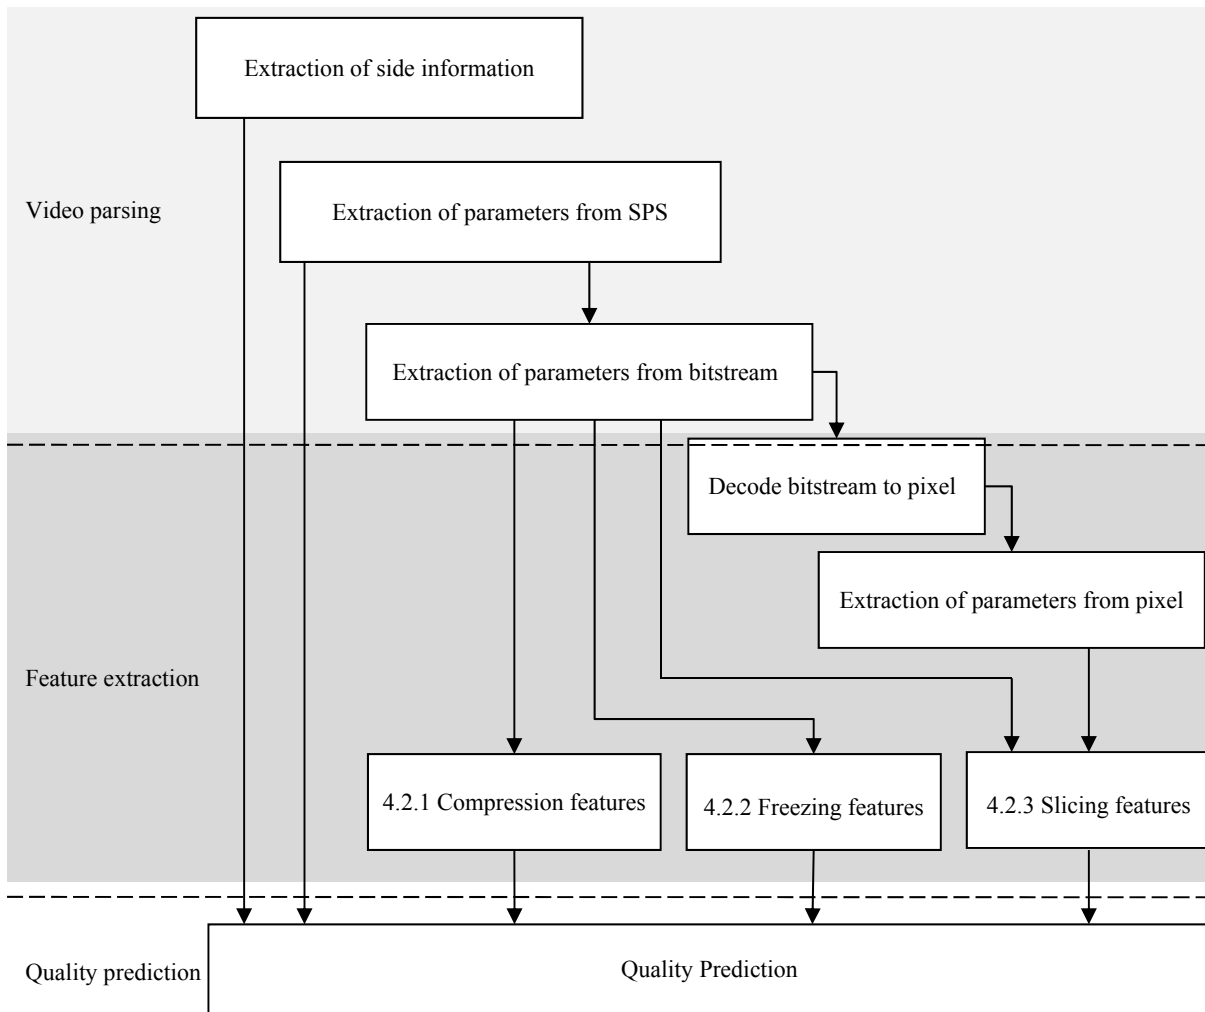 Extraction of side information
Video parsing
Extraction of parameters from SPS
Extraction of parameters from bitstream
Decode bitstream to pixel
Extraction of parameters from pixel
Feature extraction
4.2.1 Compression features
4.2.2 Freezing features
4.2.3 Slicing features
Quality prediction
Quality Prediction